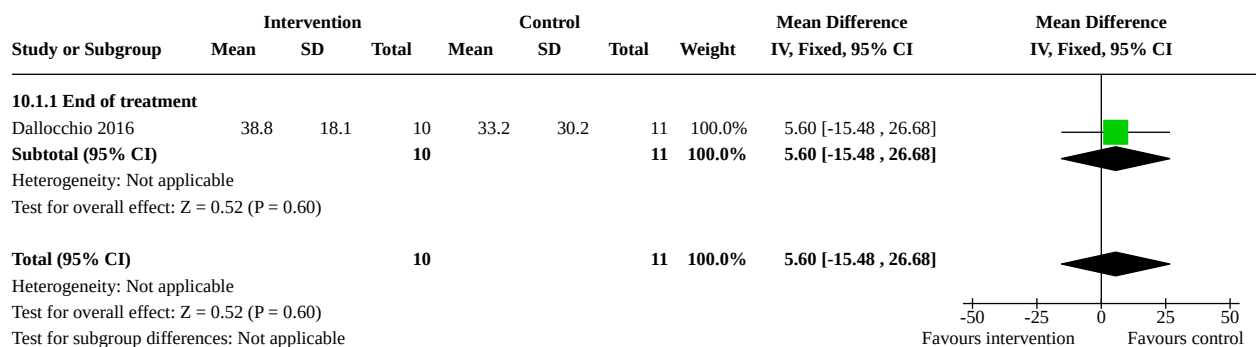 Intervention Control Mean Difference Mean Difference
Study or Subgroup Mean SD Total Mean SD Total Weight IV, Fixed, 95% CI IV, Fixed, 95% CI
10.1.1 End of treatment
Dallocchio 2016 38.8 18.1 10 33.2 30.2 11 100.0% 5.60 [-15.48 , 26.68]
Subtotal (95% CI) 10 11 100.0% 5.60 [-15.48 , 26.68]
Heterogeneity: Not applicable
Test for overall effect: Z = 0.52 (P = 0.60)
Total (95% CI) 10 11 100.0% 5.60 [-15.48 , 26.68]
Heterogeneity: Not applicable
Test for overall effect: Z = 0.52 (P = 0.60)
-50 -25 0 25 50
Test for subgroup differences: Not applicable Favours intervention Favours control